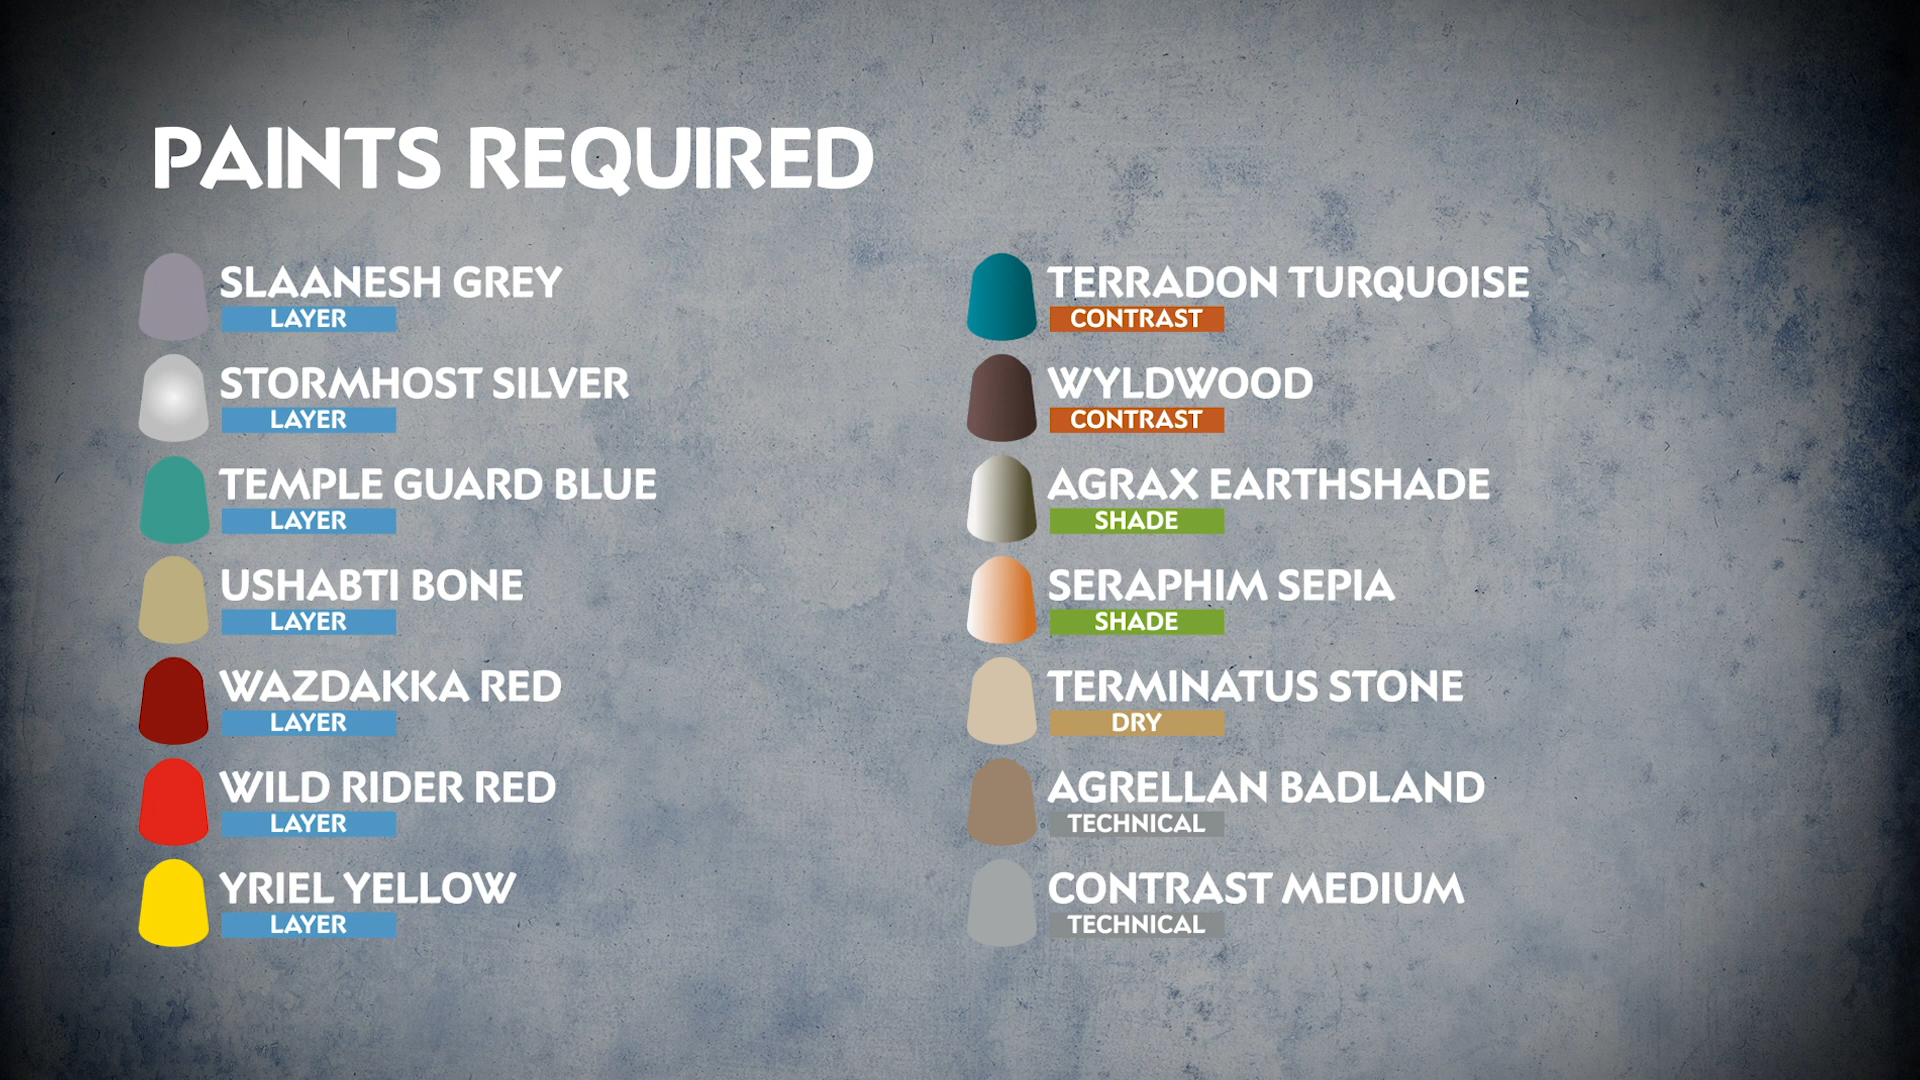 PAINTS REQUIRED
SLAANESH GREY
LAYER
STORMHOST SILVER
LAYER
TEMPLE GUARD BLUE
LAYER
USHABTI BONE
LAYER
WAZDAKKA RED
LAYER
WILD RIDER RED
LAYER
YRIEL YELLOW
LAYER
TERRADON TURQUOISE
CONTRAST
WYLDWOOD
CONTRAST
AGRAX EARTHSHADE
SHADE
SERAPHIM SEPIA
SHADE
TERMINATUS STONE
DRY
AGRELLAN BADLAND
TECHNICAL
CONTRAST MEDIUM
TECHNICAL